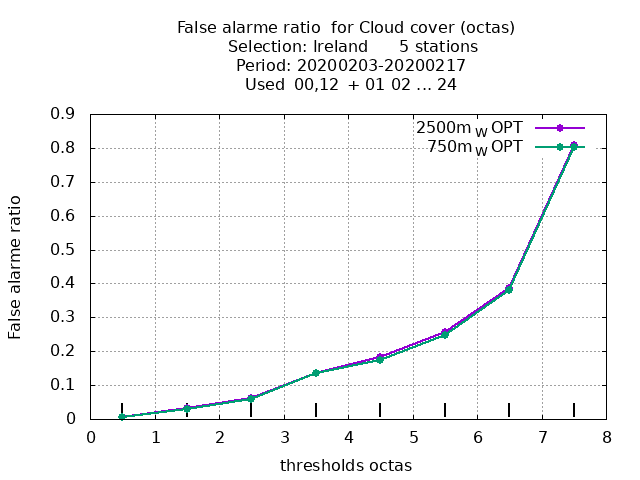 False alarme ratio  for Cloud cover (octas)
Selection: Ireland      5 stations
Period: 20200203-20200217
Used  00,12  + 01 02 ... 24
2500m_W OPT
750m_W OPT
False alarme ratio
0.9
0.8
0.7
0.6
0.5
0.4
0.3
0.2
0.1
0
0 1 2 3 4 5 6 7 8
thresholds octas